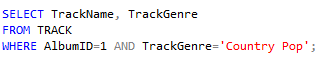 SELECT TrackName, TrackGenre
FROM TRACK
WHERE AlbumID=1 AND TrackGenre='Country Pop';